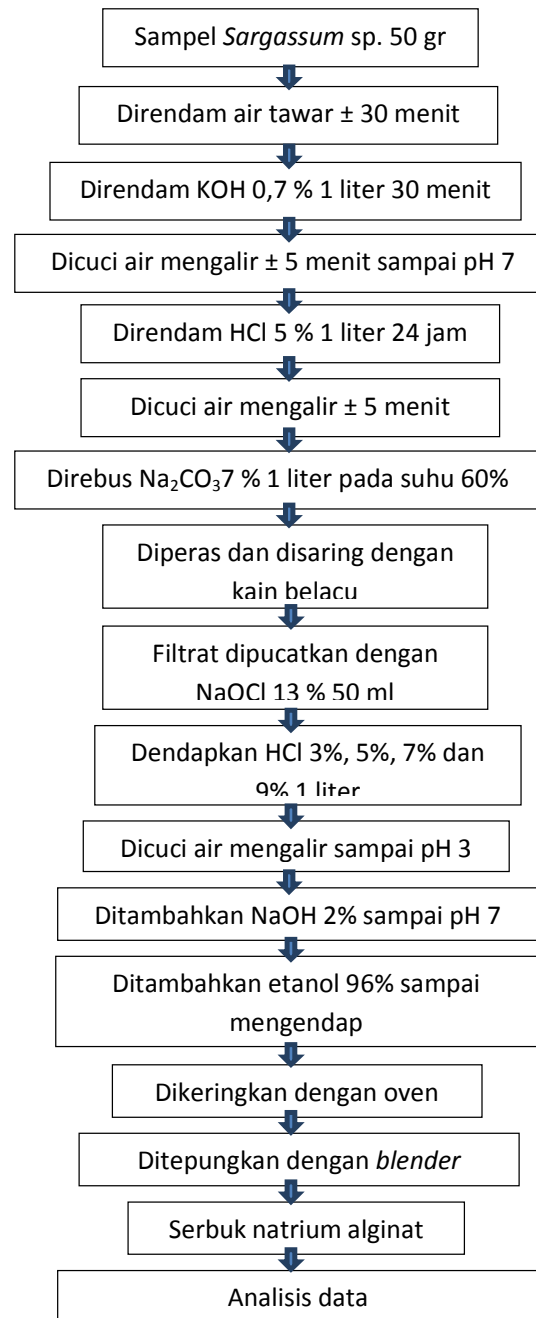 Sampel Sargassum sp. 50 gr
Direndam air tawar ± 30 menit
Direndam KOH 0,7 % 1 liter 30 menit
Dicuci air mengalir ± 5 menit sampai pH 7
Direndam HCl 5 % 1 liter 24 jam
Dicuci air mengalir ± 5 menit
Direbus Na₂CO₃7 % 1 liter pada suhu 60%
Diperas dan disaring dengan
kain belacu
Filtrat dipucatkan dengan
NaOCl 13 % 50 ml
Dendapkan HCl 3%, 5%, 7% dan
9% 1 liter
Dicuci air mengalir sampai pH 3
Ditambahkan NaOH 2% sampai pH 7
Ditambahkan etanol 96% sampai
mengendap
Dikeringkan dengan oven
Ditepungkan dengan blender
Serbuk natrium alginat
Analisis data